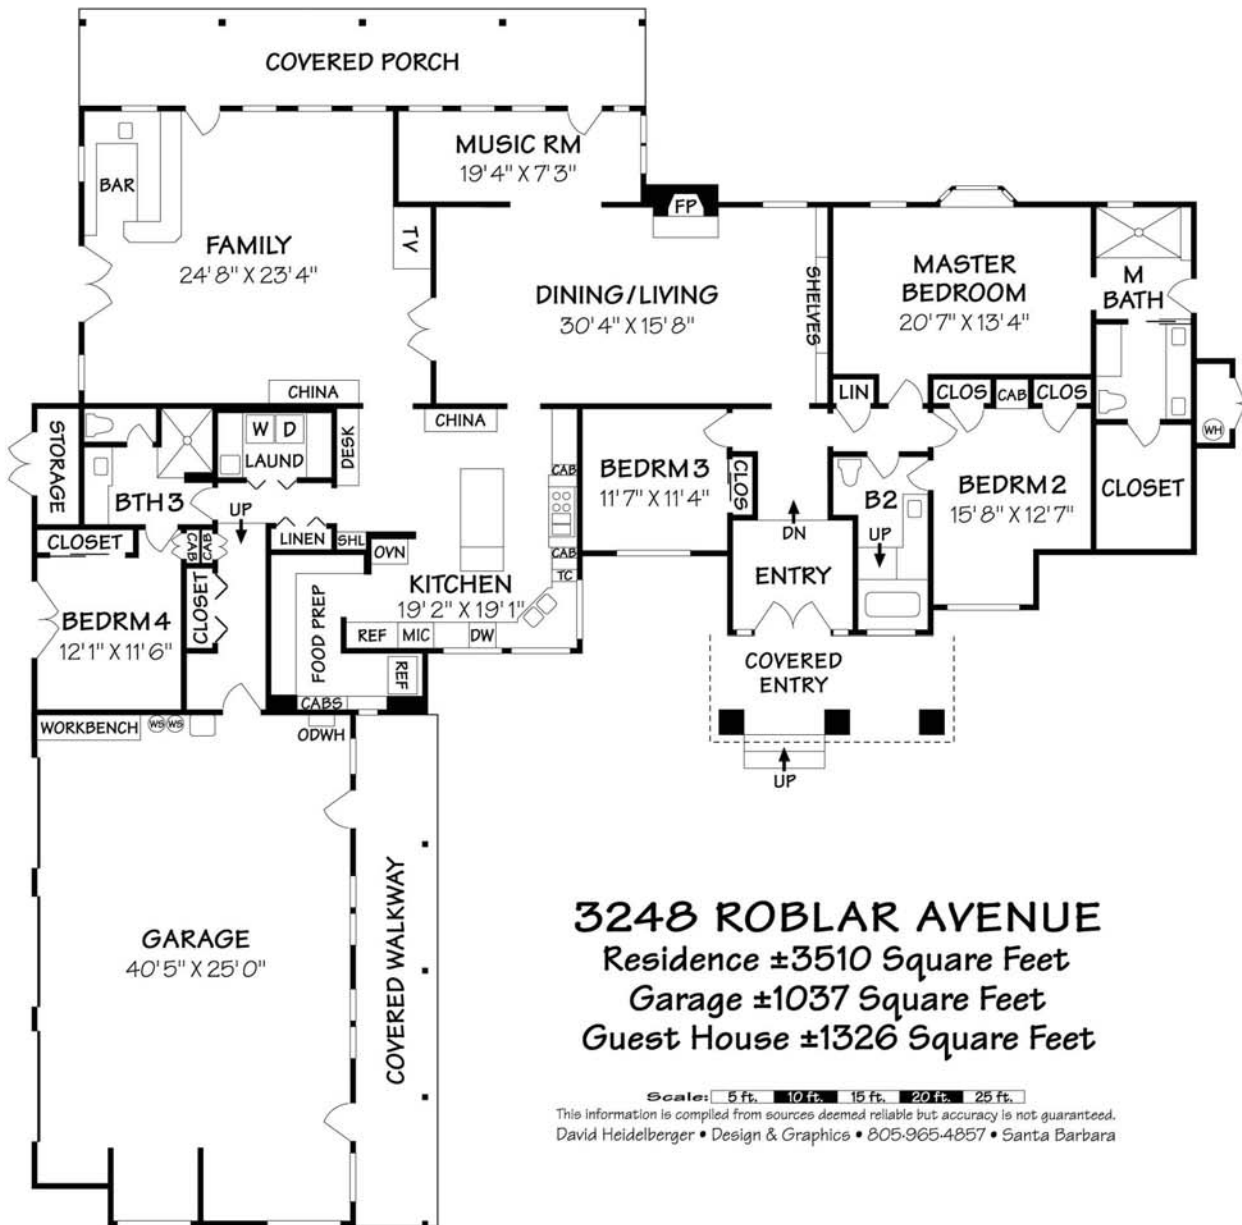 COVERED PORCH
MUSIC RM
19'4" X 7'3"
BAR
FP
TV
FAMILY
24'8" X 23'4"
DINING/LIVING
30'4" X 15'8"
SHELVES
MASTER
BEDROOM
20'7" X 13'4"
M
BATH
CHINA
LIN
CLOS
CAB
CLOS
WH
STORAGE
W
D
LAUND
DESK
CHINA
CAB
BEDRM 3
11'7" X 11'4"
CLOS
B2
UP
BEDRM 2
15'8" X 12'7"
CLOSET
BTH 3
UP
CLOSET
CAB
CAB
LINEN
SHL
OVN
CAB
TC
DN
ENTRY
KITCHEN
19'2" X 19'1"
BEDRM 4
12'1" X 11'6"
CLOSET
FOOD PREP
REF
MIC
DW
REF
CABS
COVERED
ENTRY
UP
WORKBENCH
WS
WS
ODWH
GARAGE
40'5" X 25'0"
COVERED WALKWAY
3248 ROBLAR AVENUE
Residence ±3510 Square Feet
Garage ±1037 Square Feet
Guest House ±1326 Square Feet
Scale: 5 ft. 10 ft. 15 ft. 20 ft. 25 ft.
This information is compiled from sources deemed reliable but accuracy is not guaranteed.
David Heidelberger • Design & Graphics • 805•965•4857 • Santa Barbara